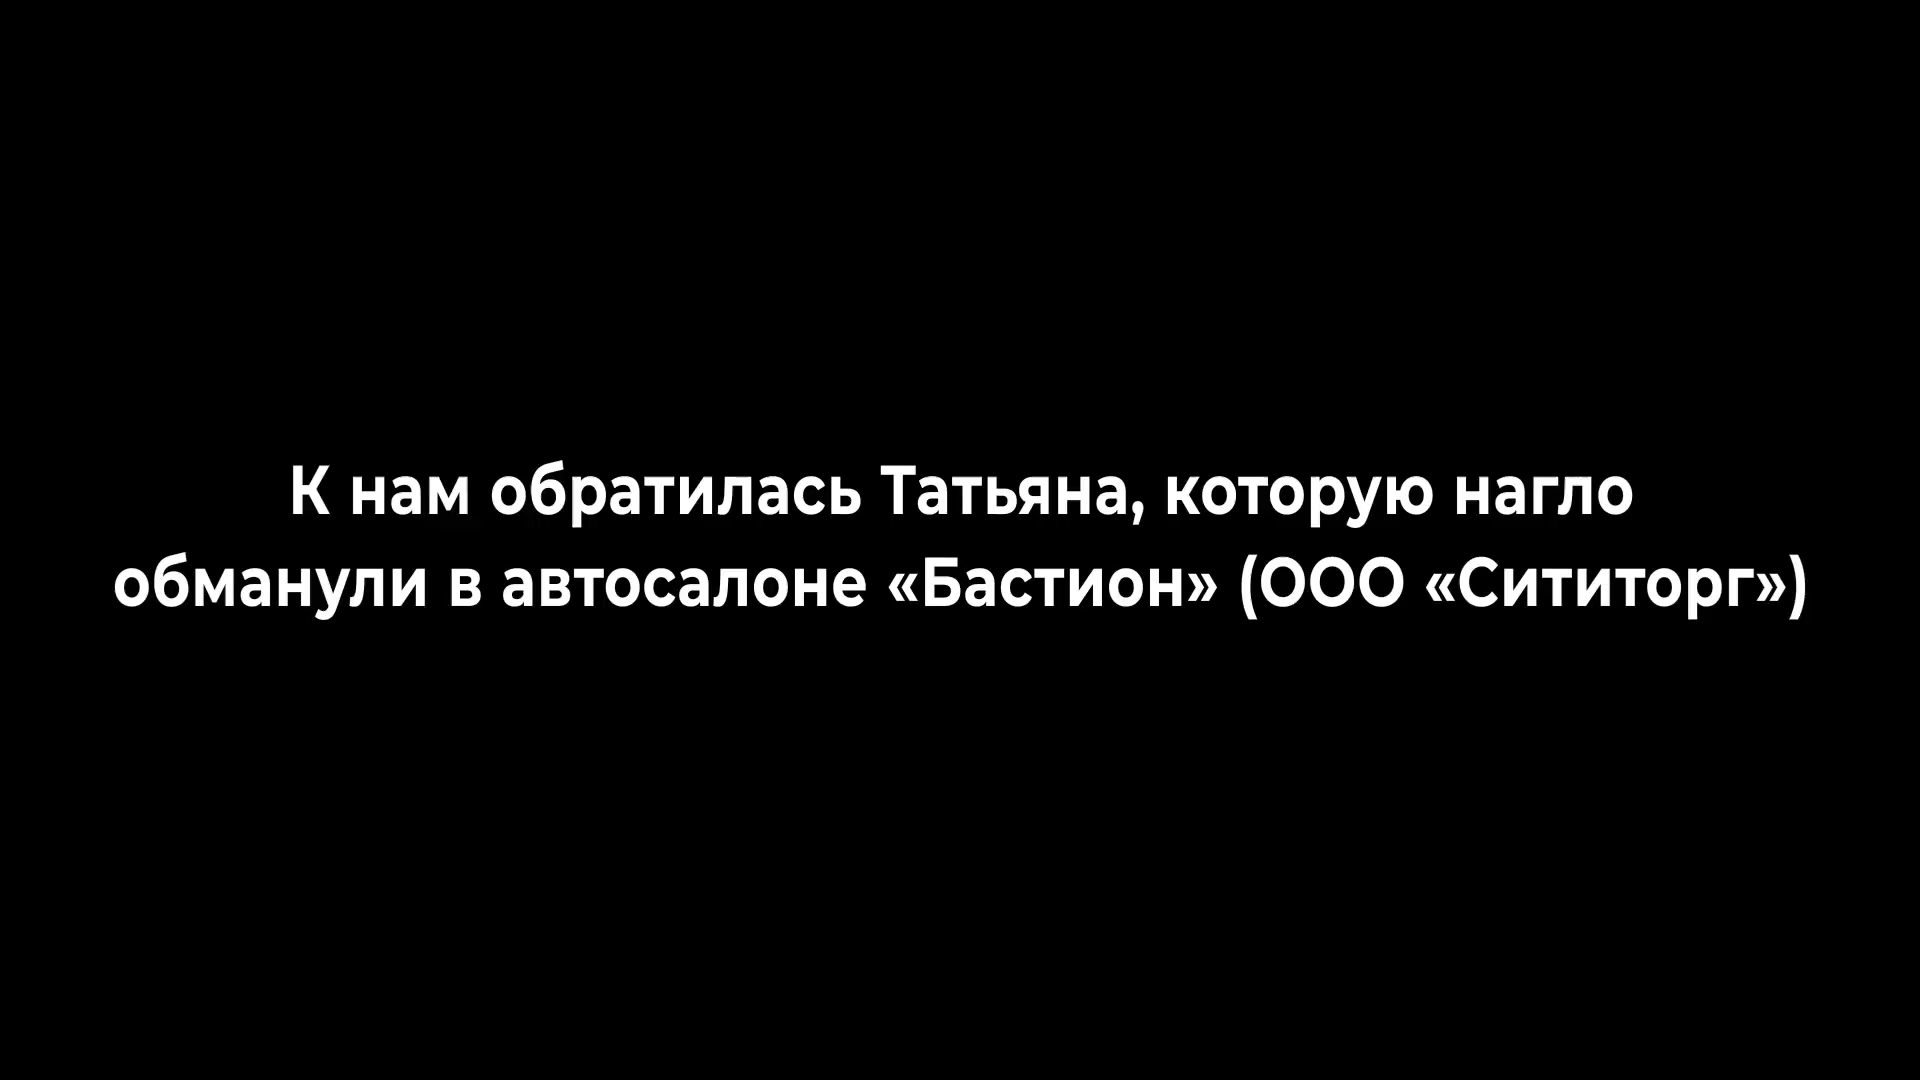 К нам обратилась Татьяна, которую нагло
обманули в автосалоне «Бастион» (ООО «Сититорг»)